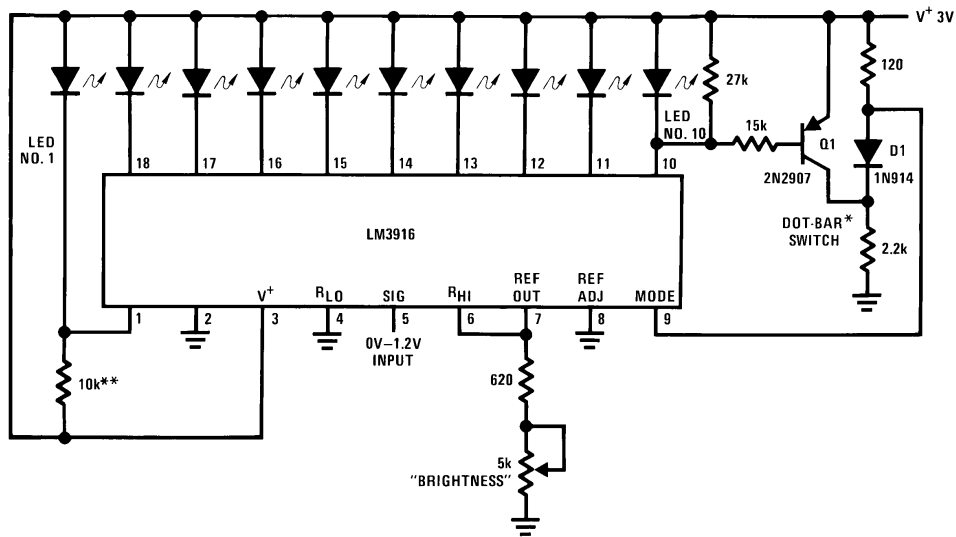 V+ 3V
120
27k
LED
NO. 1
LED
NO. 10
15k
Q1
D1
2N2907
1N914
18
17
16
15
14
13
12
11
10
DOT-BAR*
SWITCH
LM3916
2.2k
V+
RLO
SIG
RHI
REF
OUT
REF
ADJ
MODE
1
2
3
4
5
6
7
8
9
0V–1.2V
INPUT
10k**
620
5k
"BRIGHTNESS"